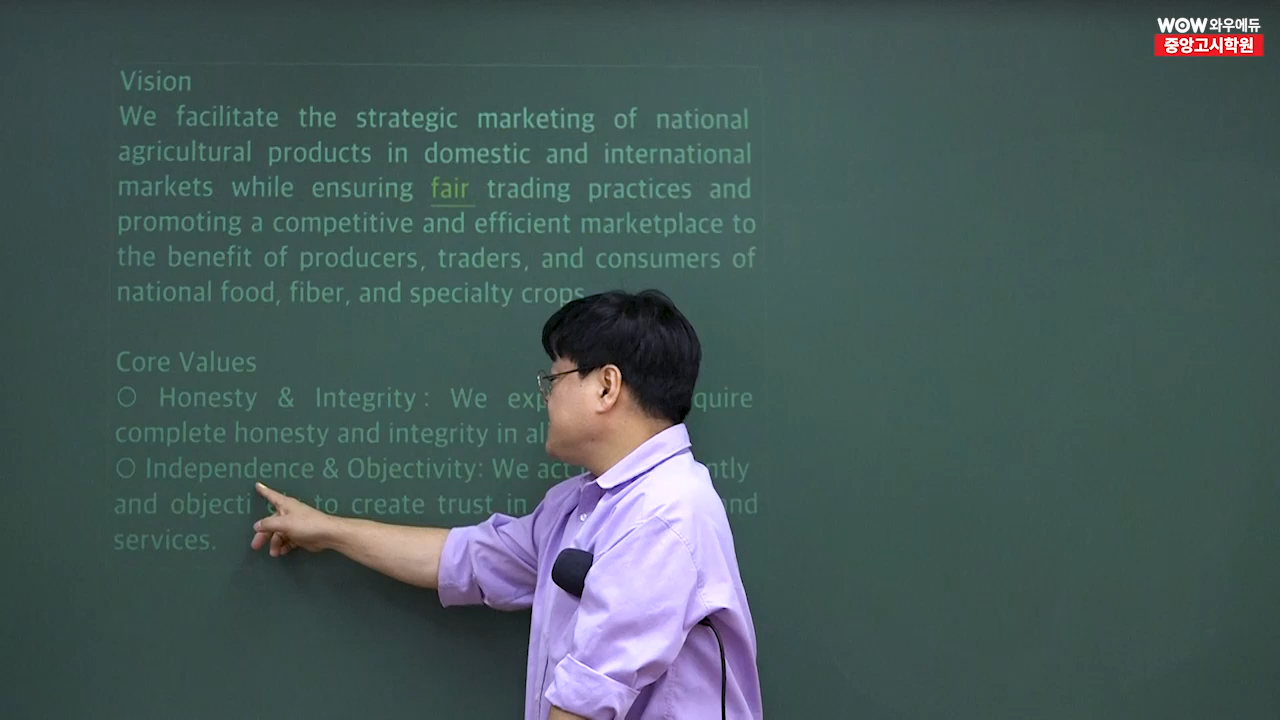 WOW 와우에듀
중앙고시학원
Vision
We facilitate the strategic marketing of national
agricultural products in domestic and international
markets while ensuring fair trading practices and
promoting a competitive and efficient marketplace to
the benefit of producers, traders, and consumers of
national food, fiber, and specialty crops
Core Values
○ Honesty & Integrity: We
complete honesty and integrity in
○ Independence & Objectivity: We act
and to create trust in
services.